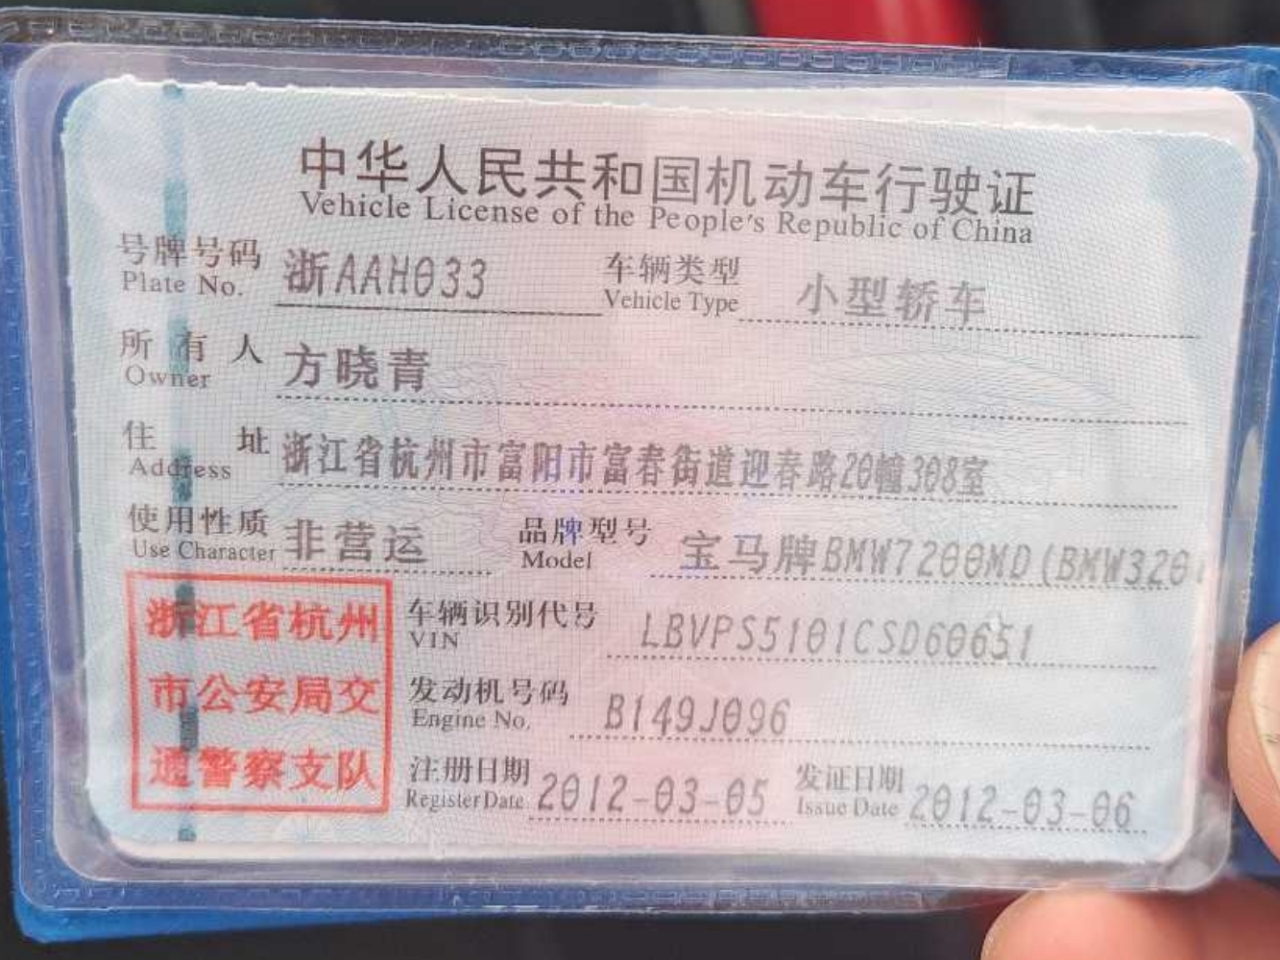 中华人民共和国机动车行驶证
Vehicle License of the People's Republic of China
号牌号码 浙AAH033 车辆类型 小型轿车
Plate No. Vehicle Type
所有人 方晓青
Owner
住址 浙江省杭州市富阳市富春街道迎春路20幢308室
Address
使用性质 非营运 品牌型号 宝马牌BMW7200MD(BMW320
Use Character Model
浙江省杭州
市公安局交
通警察支队
车辆识别代号 LBVPS5101CSD60651
VIN
发动机号码 B149J096
Engine No.
注册日期 2012-03-05 发证日期 2012-03-06
Register Date Issue Date